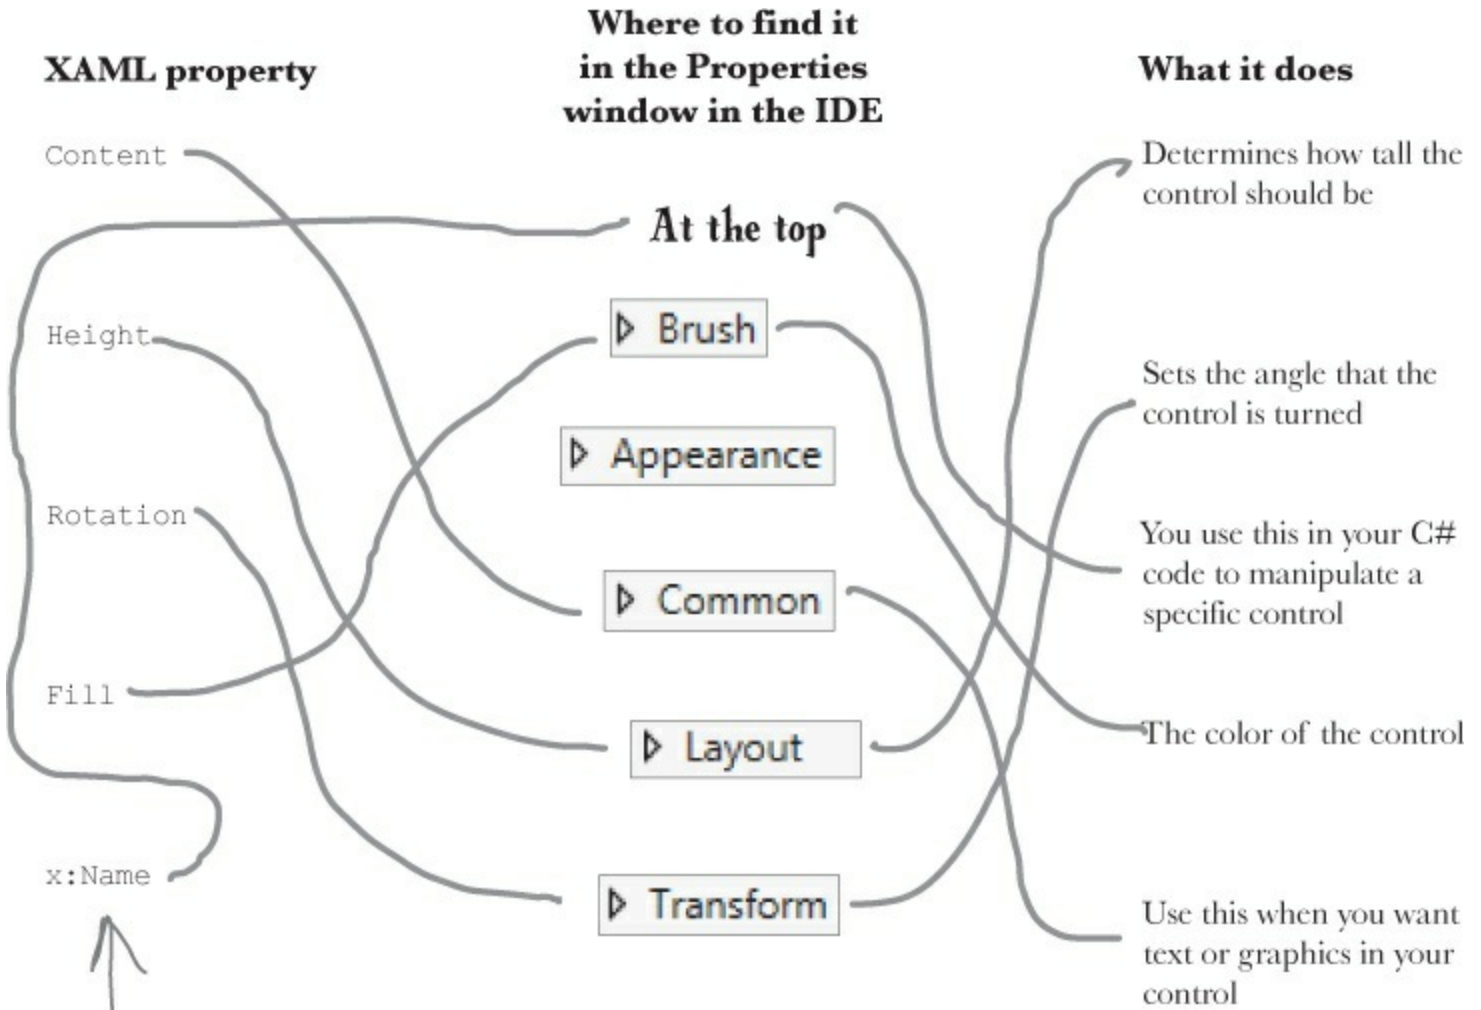 XAML property
Content
Height
Rotation
Fill
x:Name
Where to find it
in the Properties
window in the IDE
At the top
Brush
Appearance
Common
Layout
Transform
What it does
Determines how tall the
control should be
Sets the angle that the
control is turned
You use this in your C#
code to manipulate a
specific control
The color of the control
Use this when you want
text or graphics in your
control